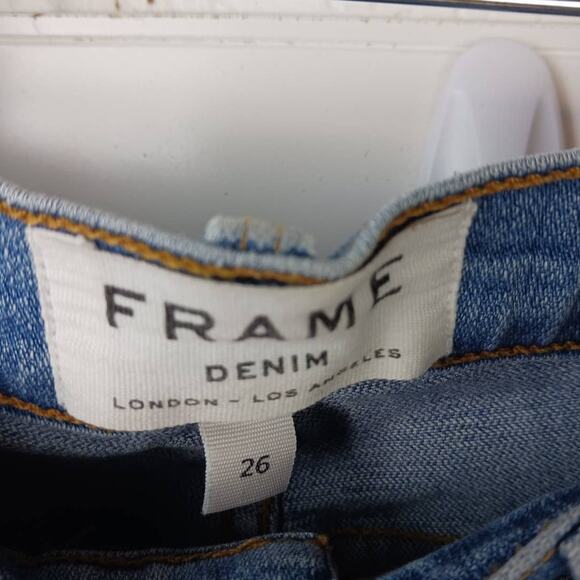 FRAME
DENIM
LONDON - LOS ANGELES
26